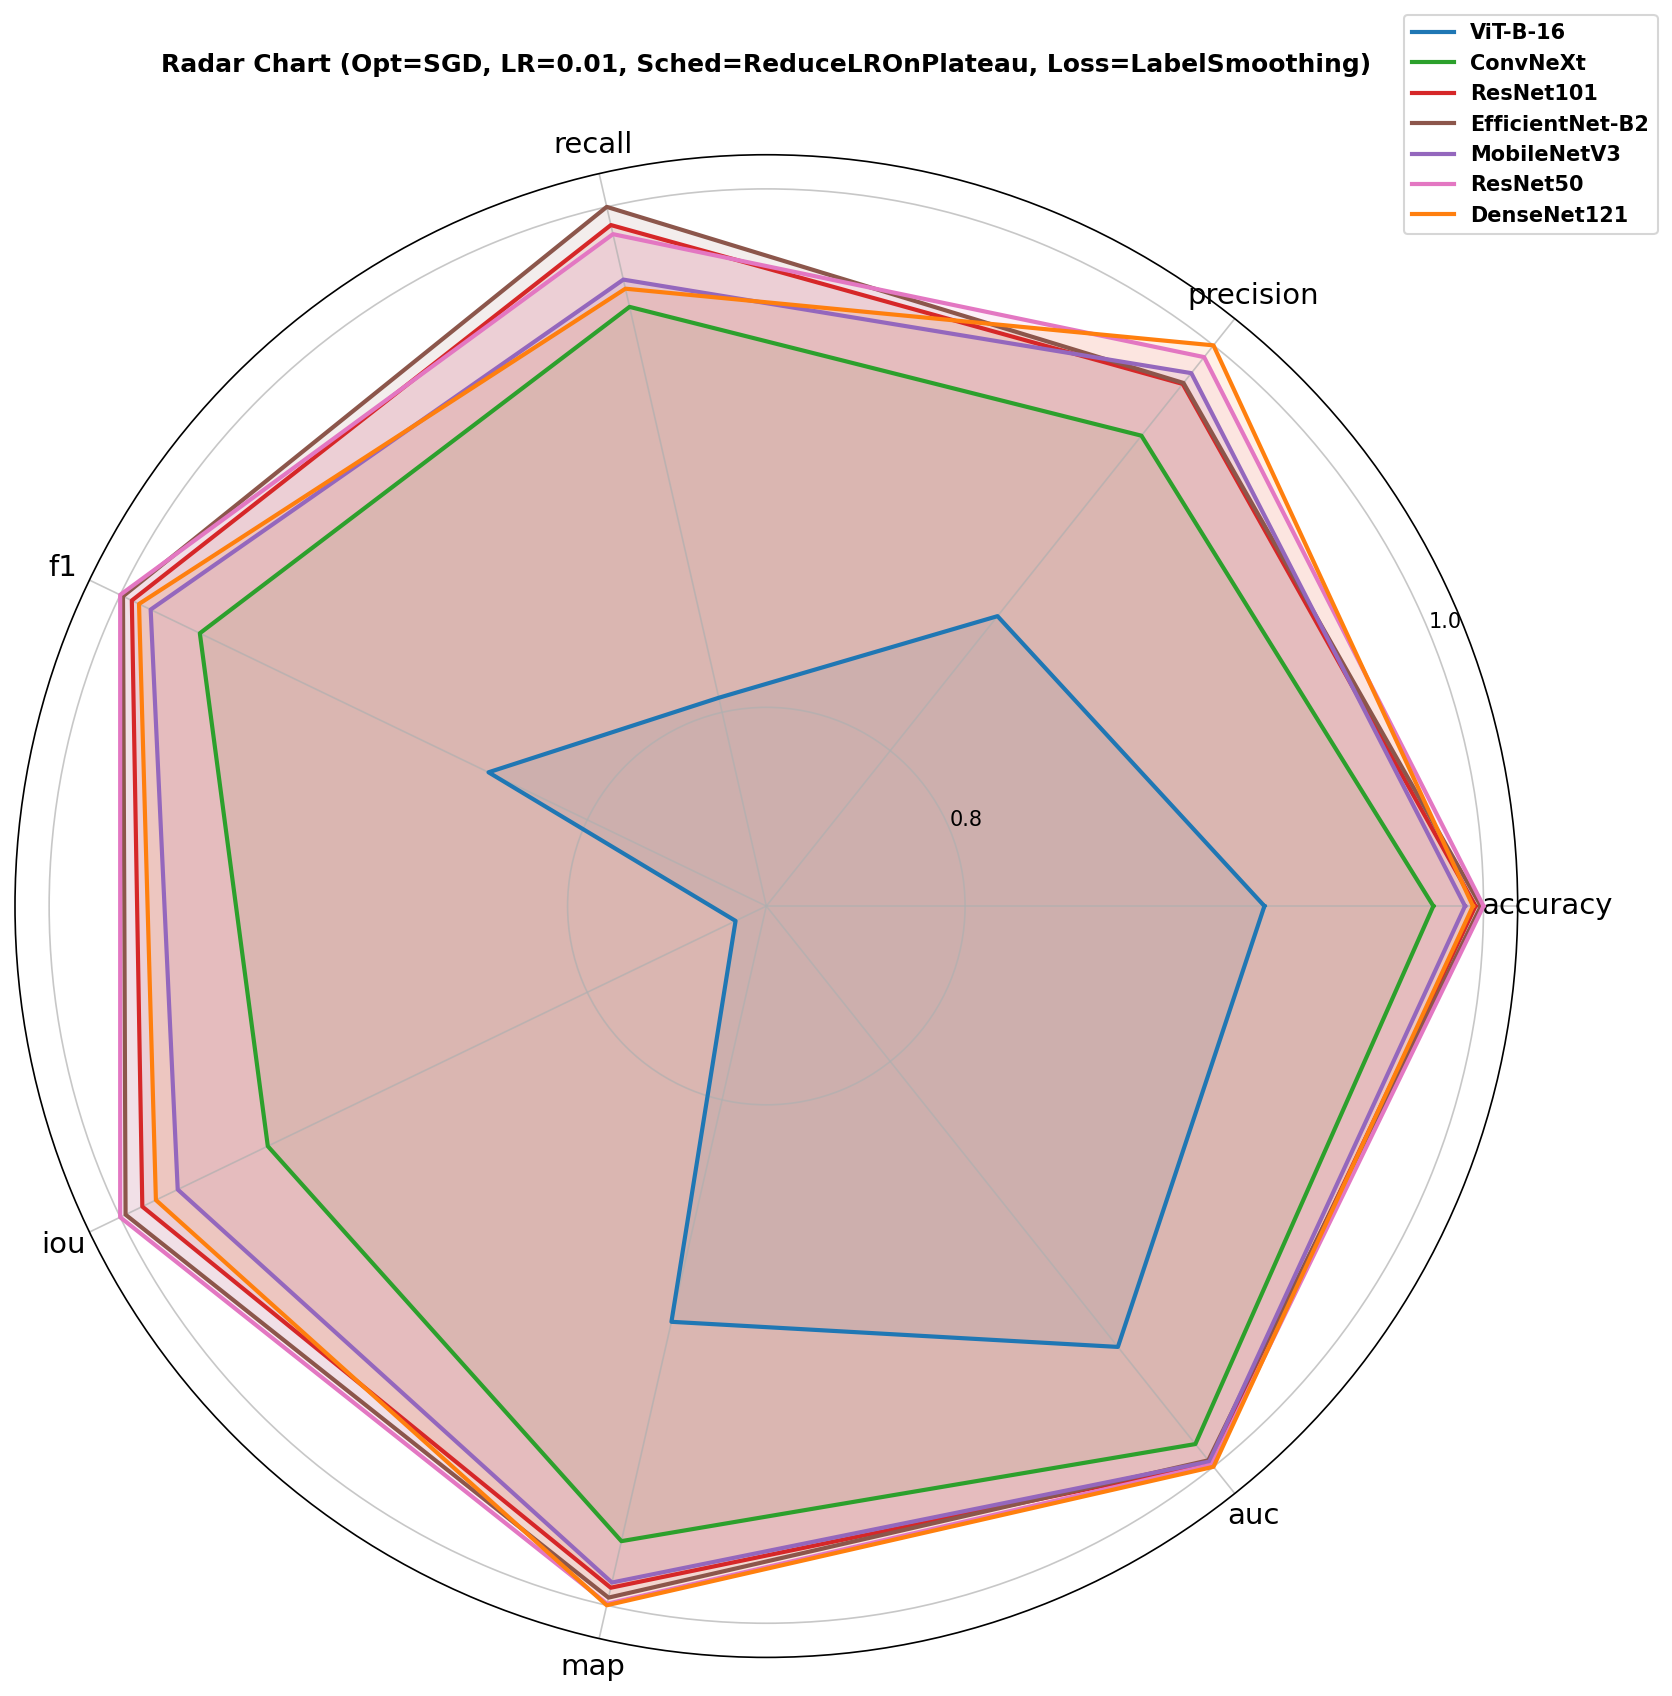 Radar Chart (Opt=SGD, LR=0.01, Sched=ReduceLROnPlateau, Loss=LabelSmoothing)
ViT-B-16
ConvNeXt
ResNet101
EfficientNet-B2
MobileNetV3
ResNet50
DenseNet121
recall
precision
f1
1.0
0.8
accuracy
iou
auc
map